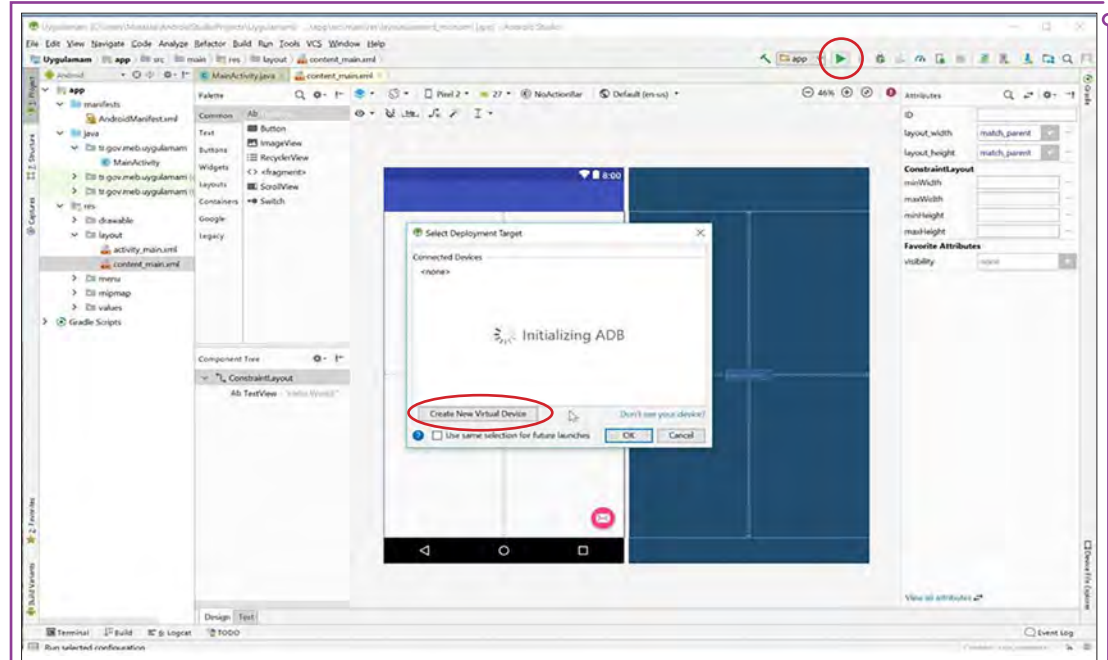 File Edit View Navigate Code Analyze Refactor Build Run Tools VCS Window Help
Uygulamam app src main res layout content_main.xml
app
Android
MainActivity.java content_main.xml
1: Project
Z: Structure
Captures
2: Favorites
Build Variants
app
manifests
AndroidManifest.xml
java
tr.gov.meb.uygulamam
MainActivity
tr.gov.meb.uygulamam
tr.gov.meb.uygulamam
res
drawable
layout
activity_main.xml
content_main.xml
menu
mipmap
values
Gradle Scripts
Palette
Common
Text
Buttons
Widgets
Layouts
Containers
Google
Legacy
Ab
Button
ImageView
RecyclerView
<fragment>
ScrollView
Switch
Component Tree
ConstraintLayout
Ab TextView
Design Text
Pixel 2 27 NoActionBar Default (en-us)
46%
8:00
Select Deployment Target
Connected Devices
<none>
Initializing ADB
Create New Virtual Device
Don't see your device?
Use same selection for future launches
OK Cancel
Attributes
ID
layout_width match_parent
layout_height match_parent
ConstraintLayout
minWidth
maxWidth
minHeight
maxHeight
Favorite Attributes
visibility none
View all attributes
Gradle
Device File Explorer
Terminal Build 6: Logcat TODO
Event Log
Run selected configuration